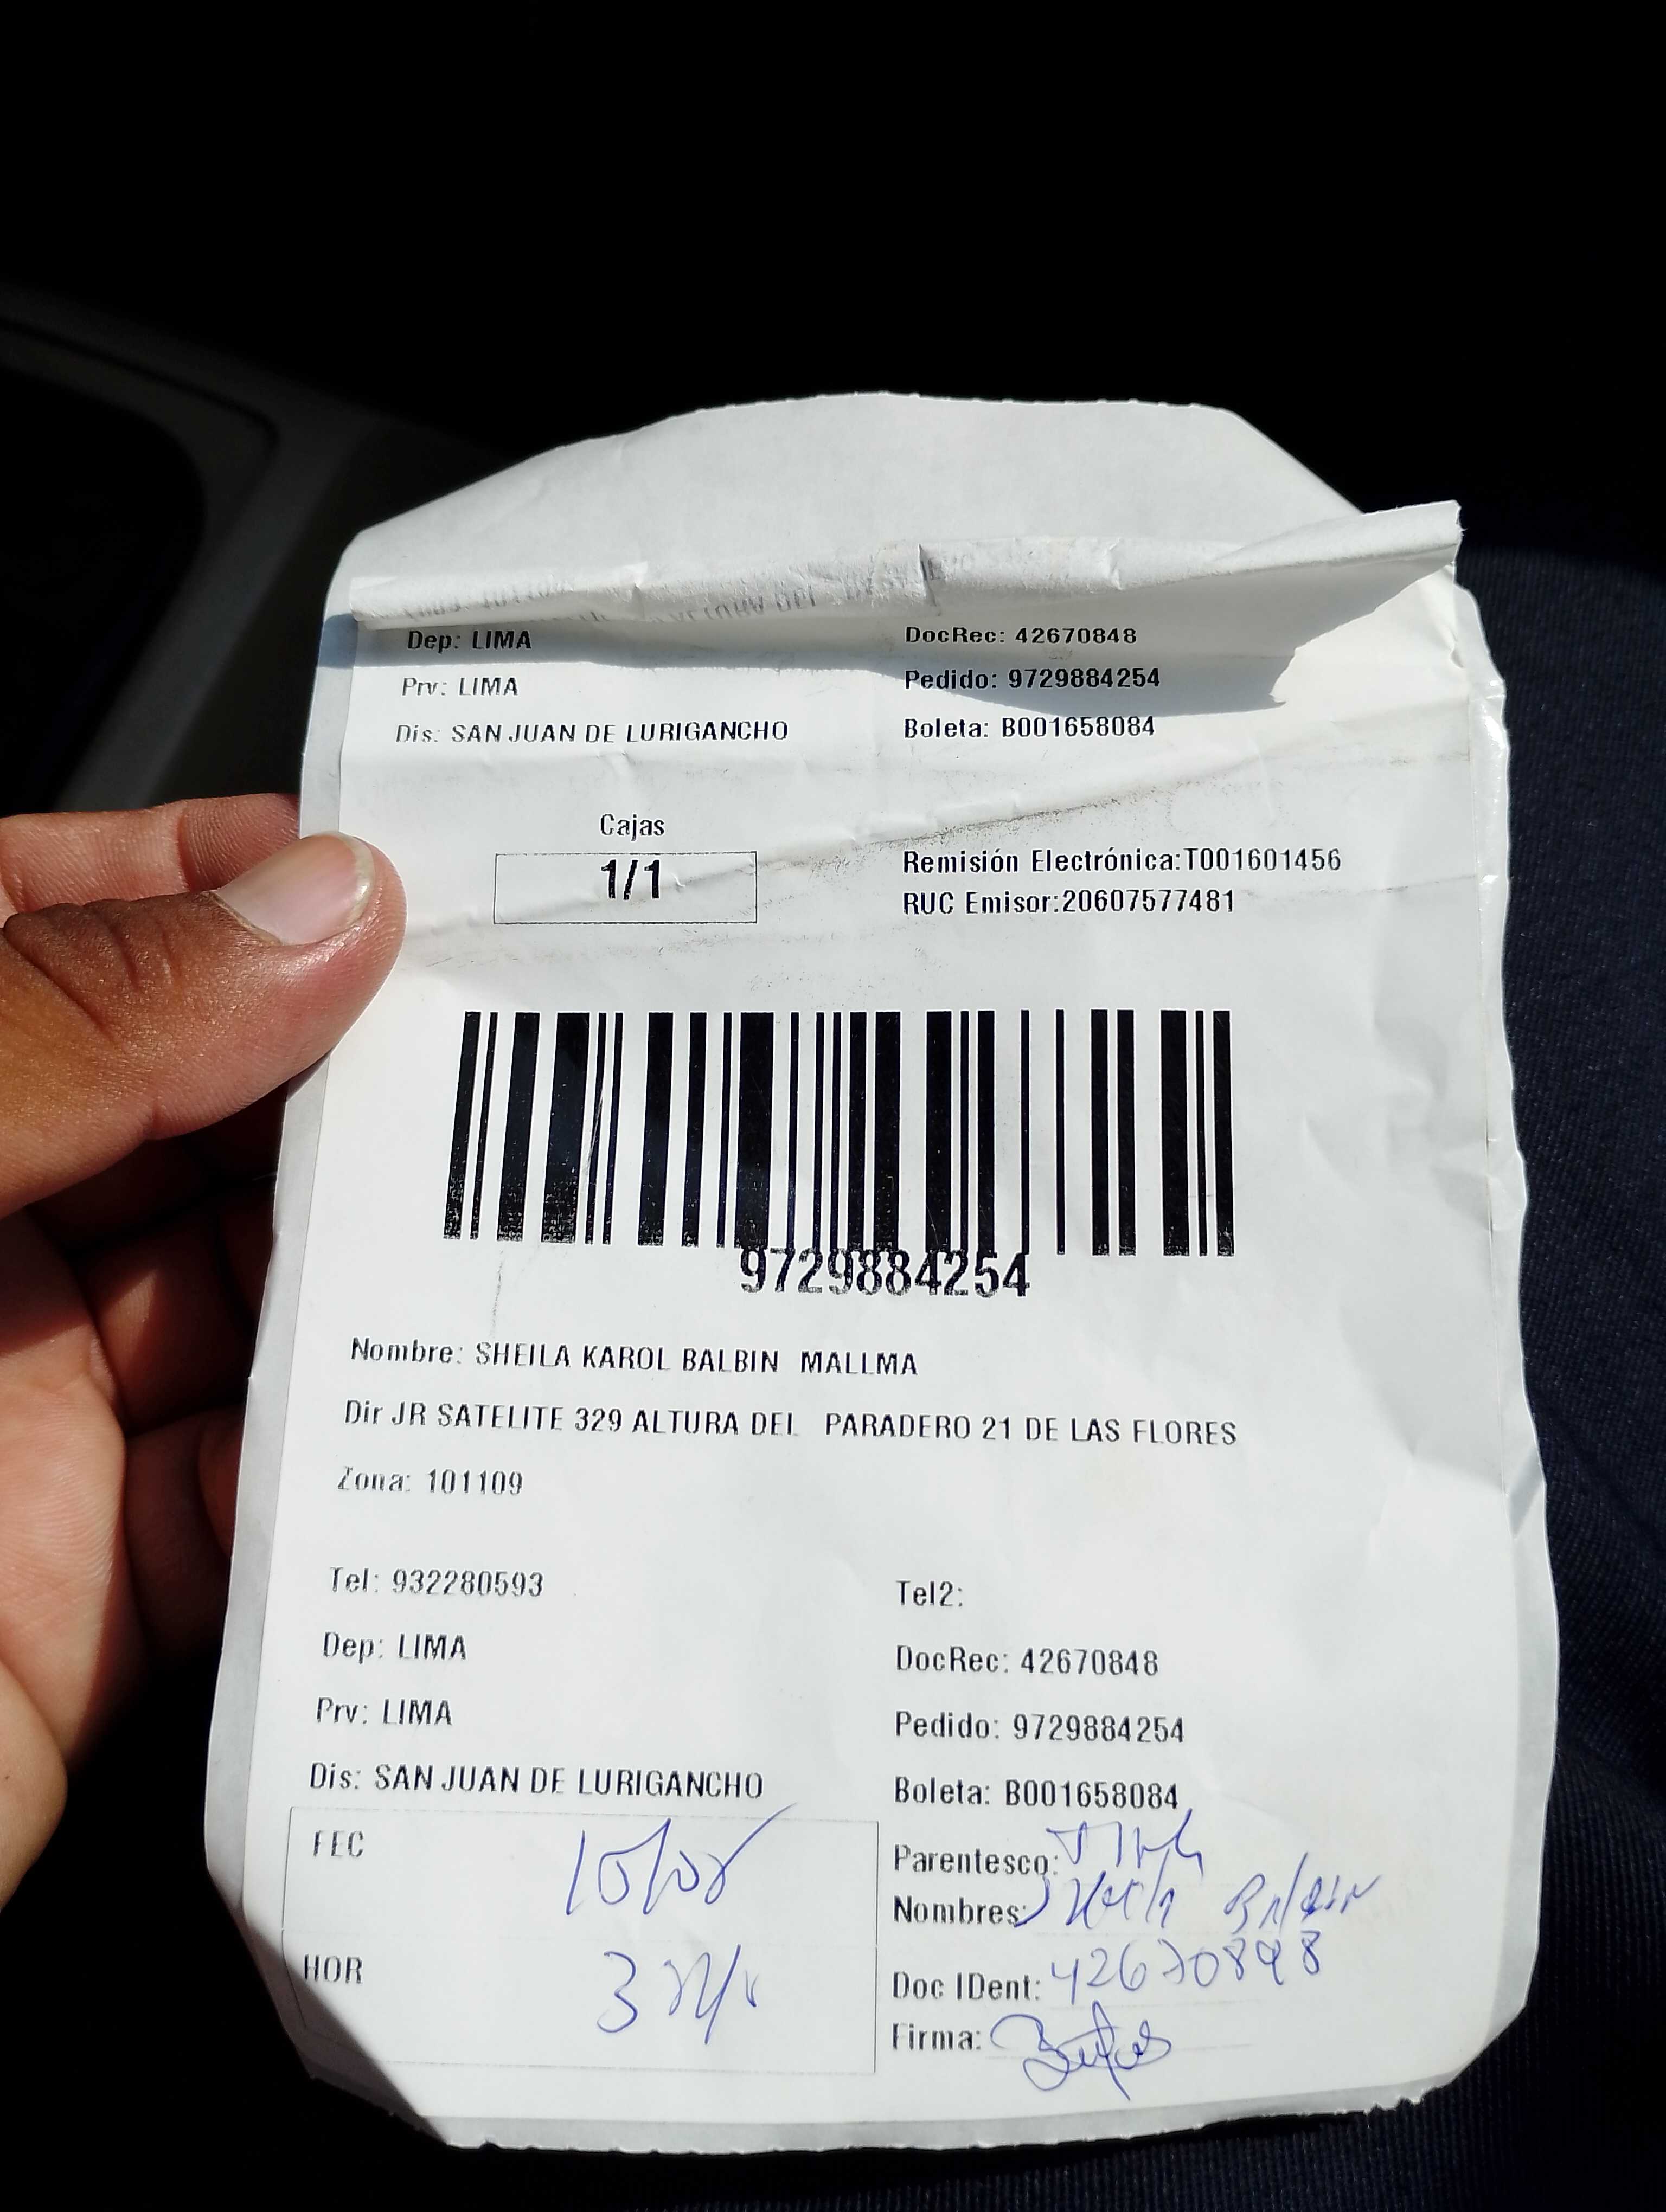 Dep: LIMA DocRec: 42670848
Prv: LIMA Pedido: 9729884254
Dis: SAN JUAN DE LURIGANCHO Boleta: B001658084
Cajas
1/1
Remisión Electrónica:T001601456
RUC Emisor:20607577481
9729884254
Nombre: SHEILA KAROL BALBIN MALLMA
Dir JR SATELITE 329 ALTURA DEL PARADERO 21 DE LAS FLORES
Zona: 101109
Tel: 932280593 Tel2:
Dep: LIMA DocRec: 42670848
Prv: LIMA Pedido: 9729884254
Dis: SAN JUAN DE LURIGANCHO Boleta: B001658084
FEC
HOR
Parentesco:
Nombres:
Doc IDent: 42670848
Firma: